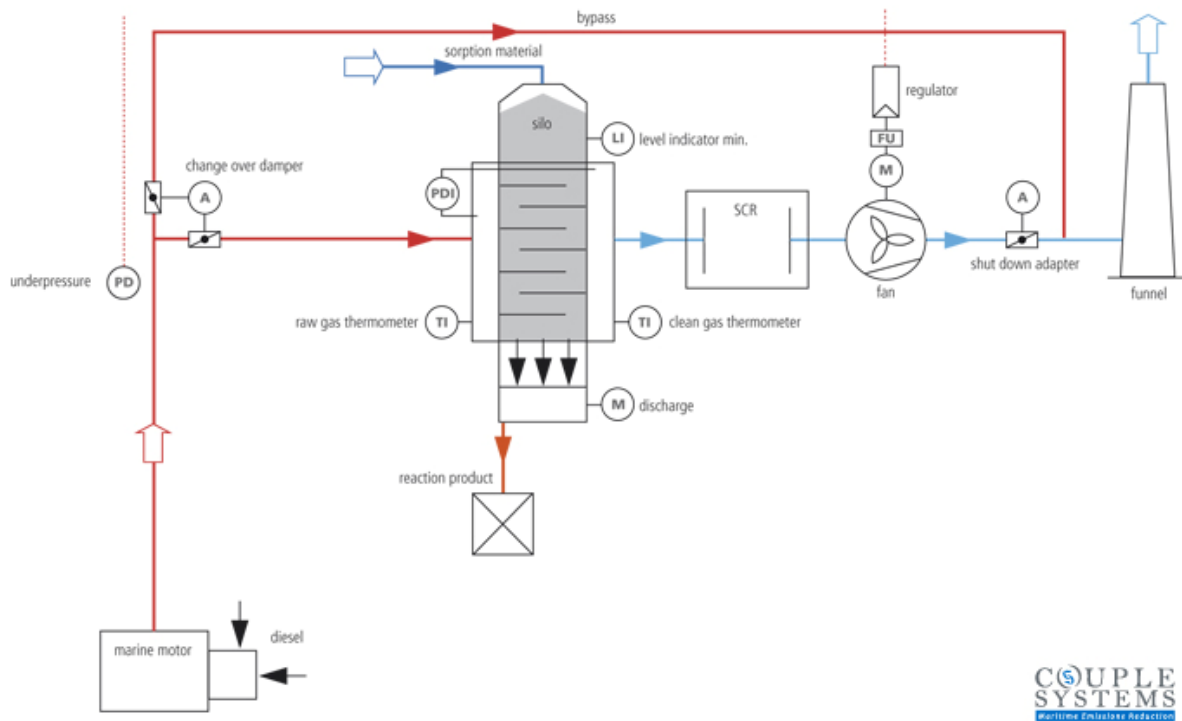 bypass
sorption material
regulator
silo
LI
level indicator min.
FU
change over damper
M
A
PDI
SCR
A
underpressure
PD
shut down adapter
fan
funnel
raw gas thermometer
TI
TI
clean gas thermometer
M
discharge
reaction product
marine motor
diesel
COUPLE
SYSTEMS
Maritime Emissions Reduction